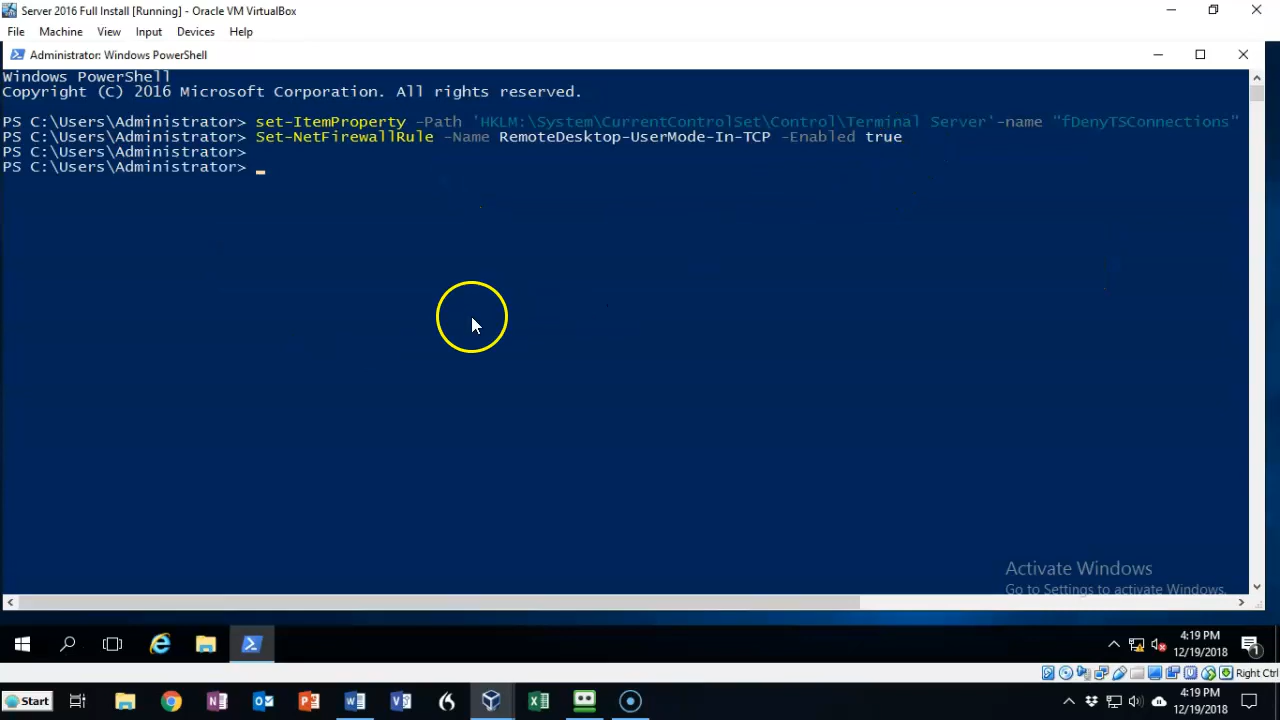 Server 2016 Full Install [Running] - Oracle VM VirtualBox
File Machine View Input Devices Help
Administrator: Windows PowerShell
Windows PowerShell
Copyright (C) 2016 Microsoft Corporation. All rights reserved.
PS C:\Users\Administrator> set-ItemProperty -Path 'HKLM:\System\CurrentControlSet\Control\Terminal Server'-name "fDenyTSConnections"
PS C:\Users\Administrator> Set-NetFirewallRule -Name RemoteDesktop-UserMode-In-TCP -Enabled true
PS C:\Users\Administrator>
PS C:\Users\Administrator>
Activate Windows
Go to Settings to activate Windows.
4:19 PM
12/19/2018
1
Right Ctrl
Start
4:19 PM
12/19/2018